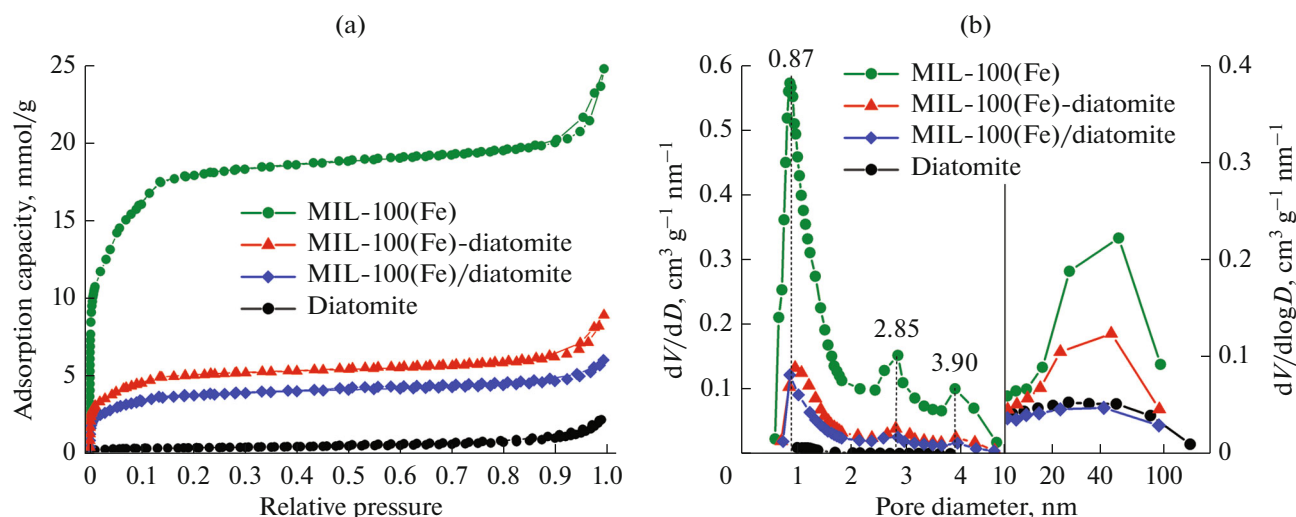 (a)
25
20
15
10
5
0
Adsorption capacity, mmol/g
MIL-100(Fe)
MIL-100(Fe)-diatomite
MIL-100(Fe)/diatomite
Diatomite
0 0.1 0.2 0.3 0.4 0.5 0.6 0.7 0.8 0.9 1.0
Relative pressure
(b)
0.87
0.6
0.5
0.4
0.3
0.2
0.1
dV/dD, cm³ g⁻¹ nm⁻¹
MIL-100(Fe)
MIL-100(Fe)-diatomite
MIL-100(Fe)/diatomite
Diatomite
2.85
3.90
0.4
0.3
0.2
0.1
0
dV/dlogD, cm³ g⁻¹ nm⁻¹
0 1 2 3 4 10 20 40 100
Pore diameter, nm